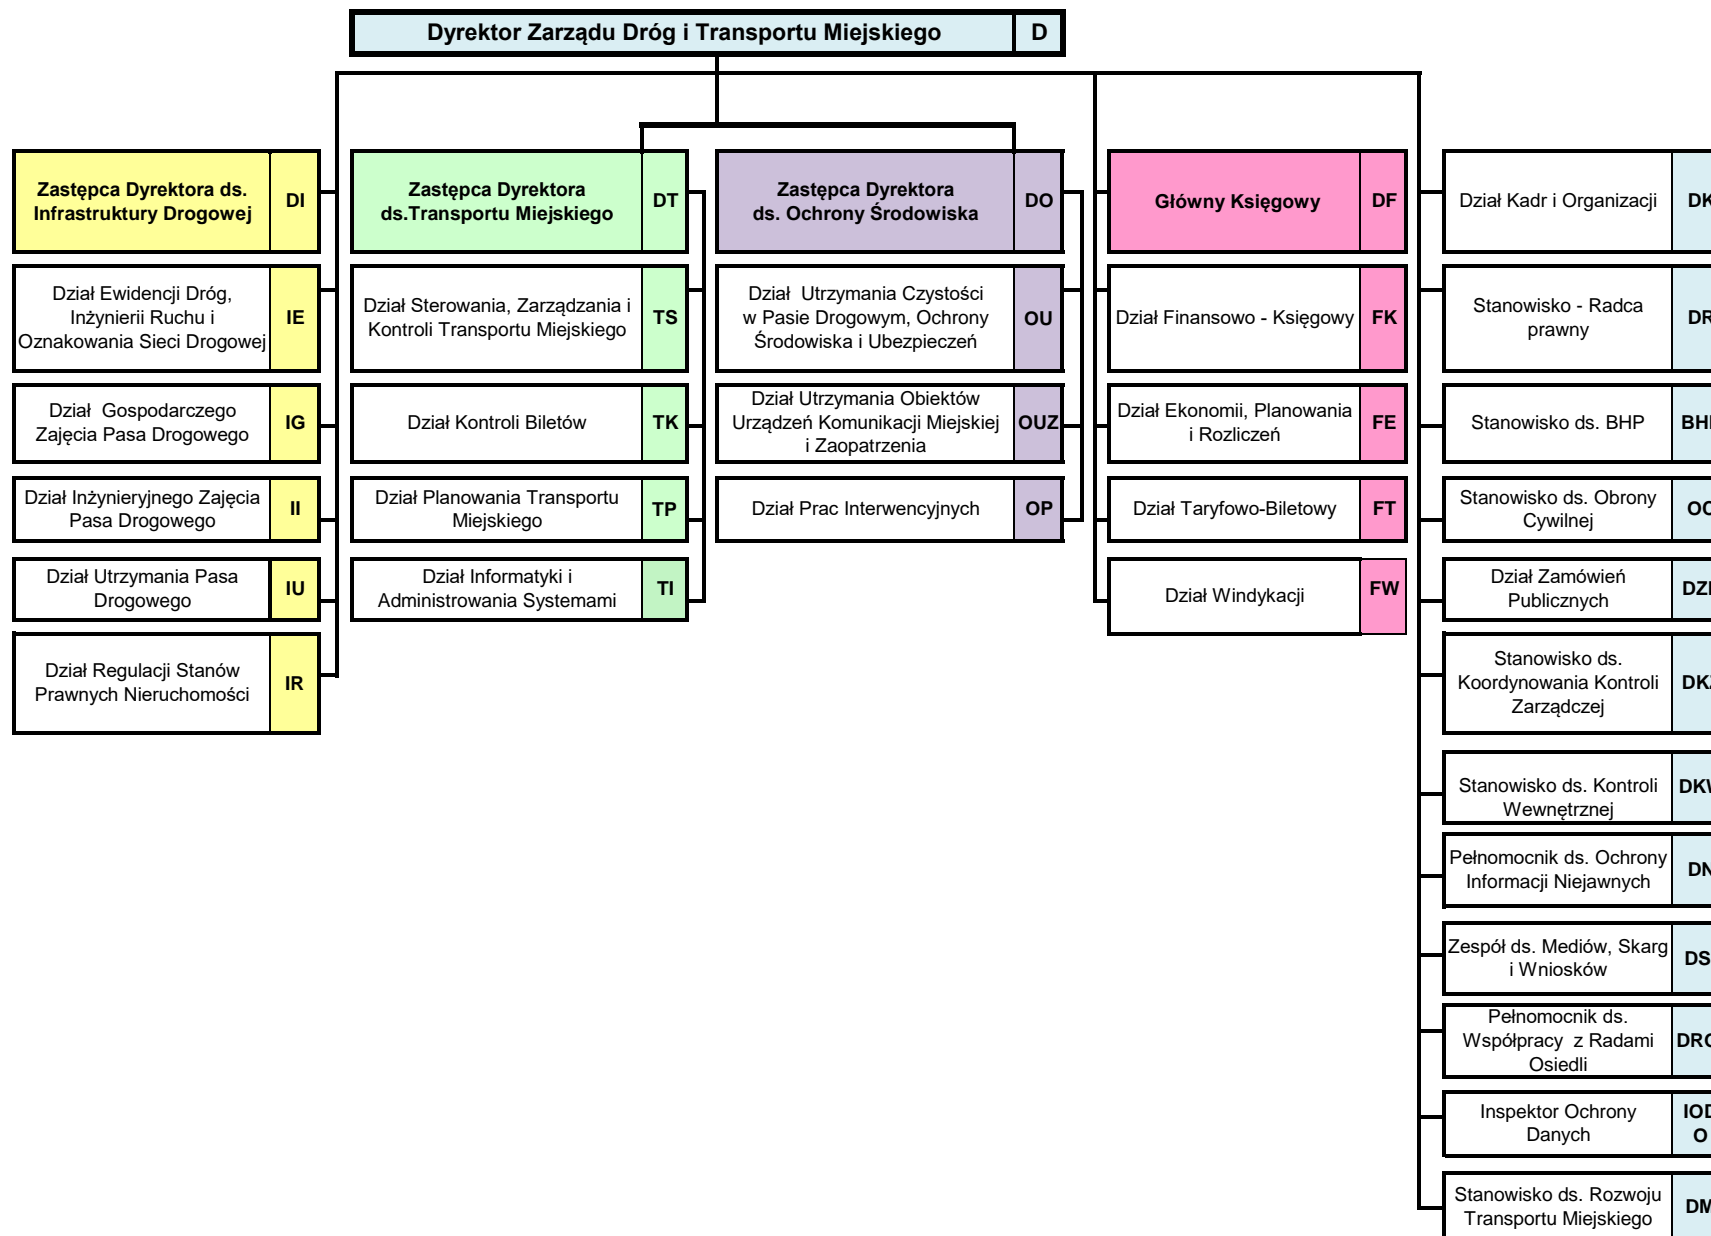 Dyrektor Zarządu Dróg i Transportu Miejskiego D
Zastępca Dyrektora ds.
Infrastruktury Drogowej
DI
Dział Ewidencji Dróg,
Inżynierii Ruchu i
Oznakowania Sieci Drogowej
IE
Dział  Gospodarczego
Zajęcia Pasa Drogowego
IG
Dział Inżynieryjnego Zajęcia
Pasa Drogowego
II
Dział Utrzymania Pasa
Drogowego
IU
Dział Regulacji Stanów
Prawnych Nieruchomości
IR
Zastępca Dyrektora
ds.Transportu Miejskiego
DT
Dział Sterowania, Zarządzania i
Kontroli Transportu Miejskiego
TS
Dział Kontroli Biletów
TK
Dział Planowania Transportu
Miejskiego
TP
Dział Informatyki i
Administrowania Systemami
TI
Zastępca Dyrektora
ds. Ochrony Środowiska
DO
Dział  Utrzymania Czystości
w Pasie Drogowym, Ochrony
Środowiska i Ubezpieczeń
OU
Dział Utrzymania Obiektów
Urządzeń Komunikacji Miejskiej
i Zaopatrzenia
OUZ
Dział Prac Interwencyjnych
OP
Główny Księgowy
DF
Dział Finansowo - Księgowy
FK
Dział Ekonomii, Planowania
i Rozliczeń
FE
Dział Taryfowo-Biletowy
FT
Dział Windykacji
FW
Dział Kadr i Organizacji
DK
Stanowisko - Radca
prawny
DR
Stanowisko ds. BHP
Stanowisko ds. Obrony
Cywilnej
Dział Zamówień
Publicznych
Stanowisko ds.
Koordynowania Kontroli
Zarządczej
Stanowisko ds. Kontroli
Wewnętrznej
Pełnomocnik ds. Ochrony
Informacji Niejawnych
DN
Zespół ds. Mediów, Skarg
i Wniosków
DS
Pełnomocnik ds.
Współpracy  z Radami
Osiedli
Inspektor Ochrony
Danych
Stanowisko ds. Rozwoju
Transportu Miejskiego
DM